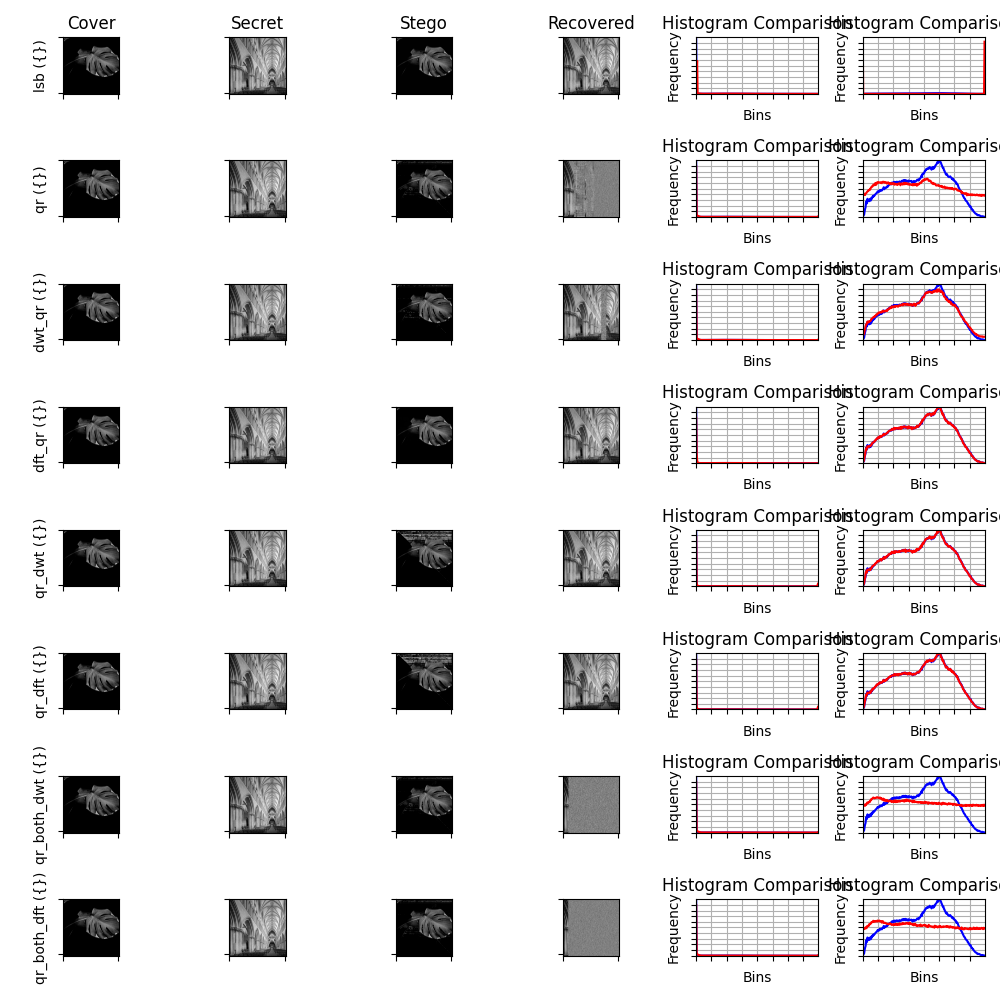 Cover Secret Stego Recovered Histogram Comparison Histogram Comparison
lsb ({}) Frequency Frequency
Bins Bins
Histogram Comparison Histogram Comparison
qr ({}) Frequency Frequency
Bins Bins
Histogram Comparison Histogram Comparison
dwt_qr ({}) Frequency Frequency
Bins Bins
Histogram Comparison Histogram Comparison
dft_qr ({}) Frequency Frequency
Bins Bins
Histogram Comparison Histogram Comparison
qr_dwt ({}) Frequency Frequency
Bins Bins
Histogram Comparison Histogram Comparison
qr_dft ({}) Frequency Frequency
Bins Bins
Histogram Comparison Histogram Comparison
qr_both_dwt ({}) Frequency Frequency
Bins Bins
Histogram Comparison Histogram Comparison
qr_both_dft ({}) Frequency Frequency
Bins Bins